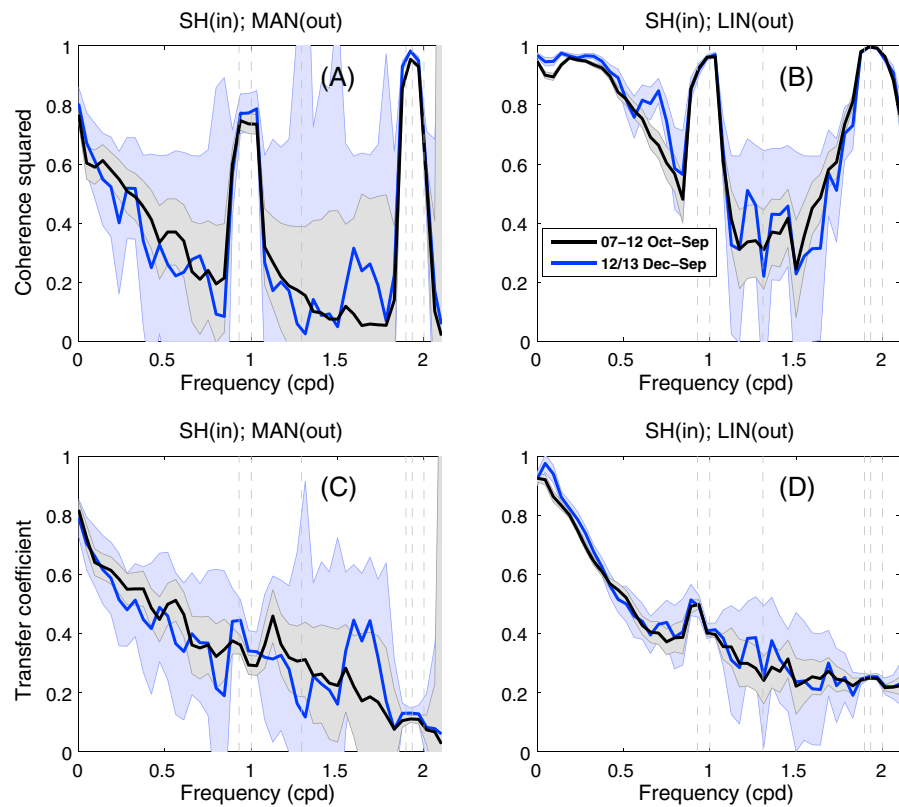 SH(in); MAN(out)
SH(in); LIN(out)
Coherence squared
1
0.8
0.6
0.4
0.2
0
(A)
0 0.5 1 1.5 2
Frequency (cpd)
1
0.8
0.6
0.4
0.2
0
(B)
07-12 Oct-Sep
12/13 Dec-Sep
0 0.5 1 1.5 2
Frequency (cpd)
SH(in); MAN(out)
SH(in); LIN(out)
Transfer coefficient
1
0.8
0.6
0.4
0.2
0
(C)
0 0.5 1 1.5 2
Frequency (cpd)
1
0.8
0.6
0.4
0.2
0
(D)
0 0.5 1 1.5 2
Frequency (cpd)